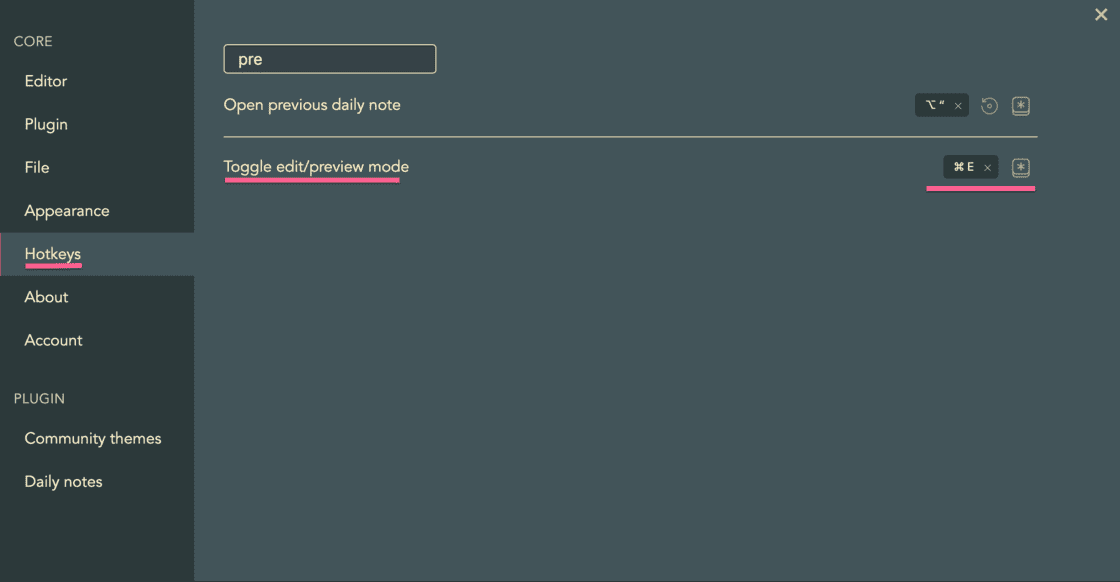 CORE
Editor
Plugin
File
Appearance
Hotkeys
About
Account
PLUGIN
Community themes
Daily notes
pre
Open previous daily note ⌥ “ ×
Toggle edit/preview mode ⌘ E ×